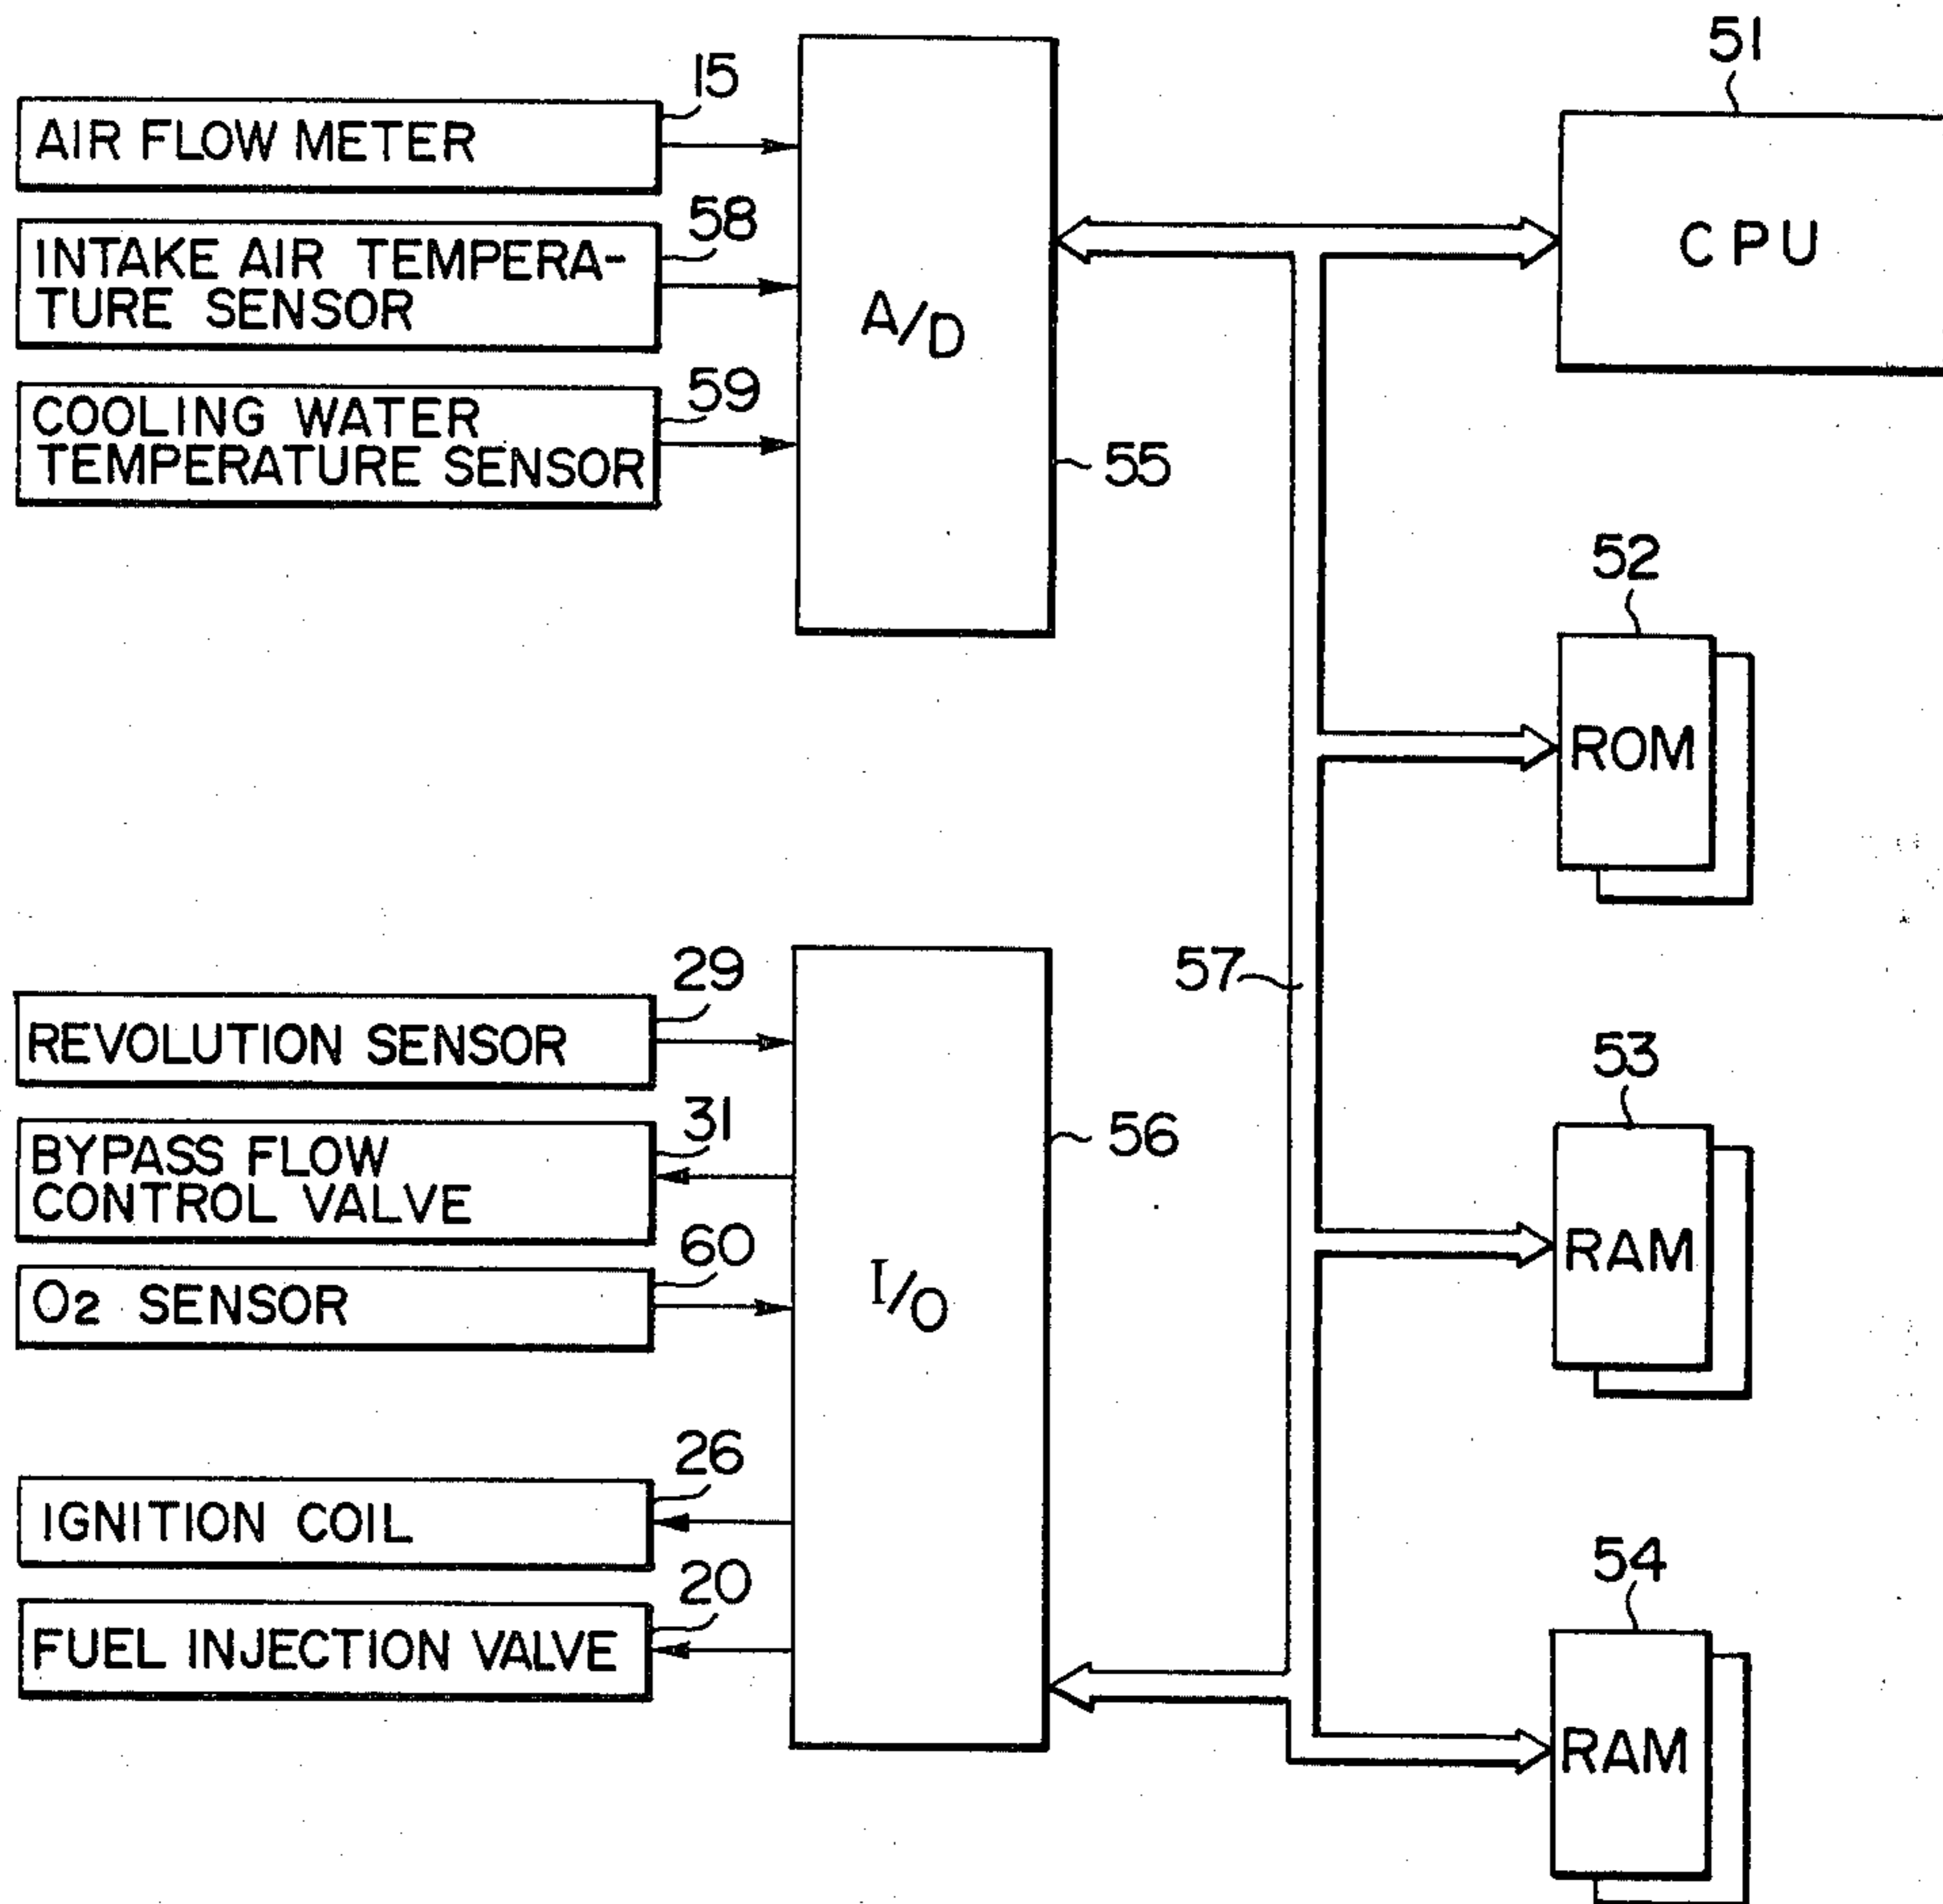 15
AIR FLOW METER
58
INTAKE AIR TEMPERA-
TURE SENSOR
59
COOLING WATER
TEMPERATURE SENSOR
A/D
55
51
CPU
52
ROM
57
29
REVOLUTION SENSOR
31
BYPASS FLOW
CONTROL VALVE
60
O2 SENSOR
I/O
56
53
RAM
26
IGNITION COIL
20
FUEL INJECTION VALVE
54
RAM